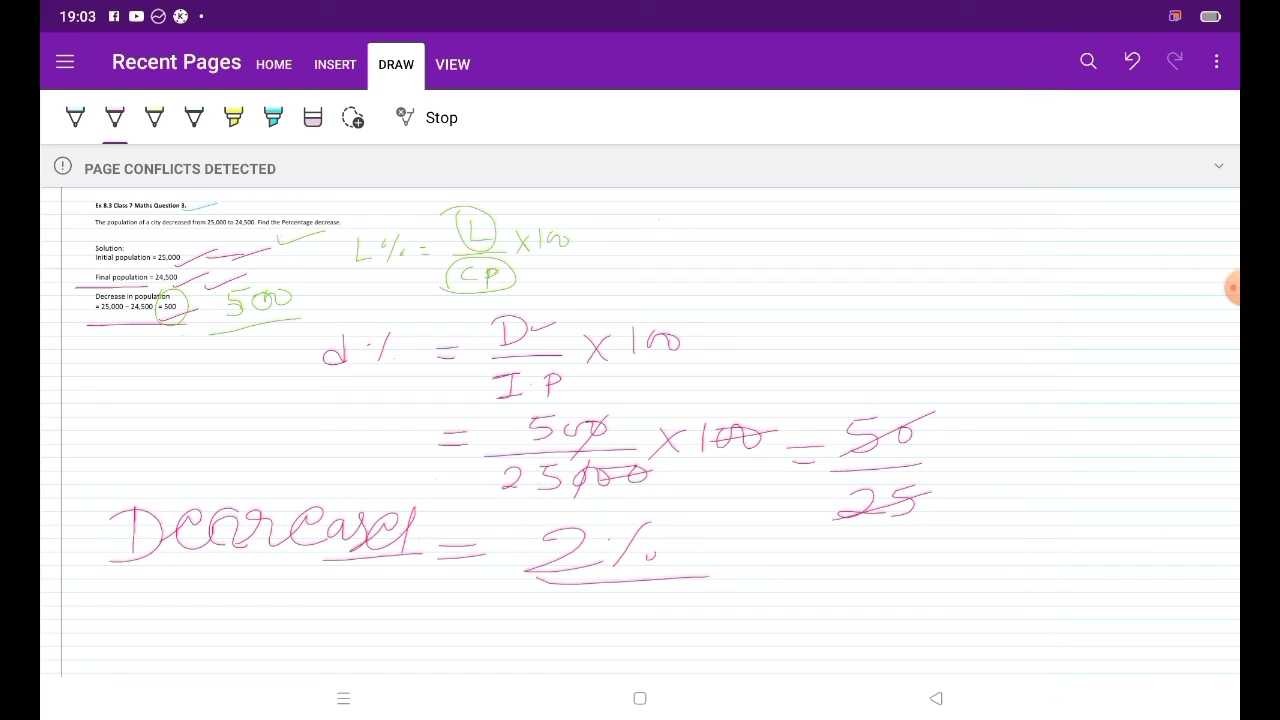 19:03
Recent Pages HOME INSERT DRAW VIEW
Stop
PAGE CONFLICTS DETECTED
Ex 8.3 Class 7 Maths Question 3.
The population of a city decreased from 25,000 to 24,500. Find the Percentage decrease.
Solution:
Initial population = 25,000
Final population = 24,500
Decrease in population
= 25,000 – 24,500 = 500
500
L% = L/CP × 100
d% = D/I.P × 100
= 500/25000 × 100 = 50/25
Decreases = 2%